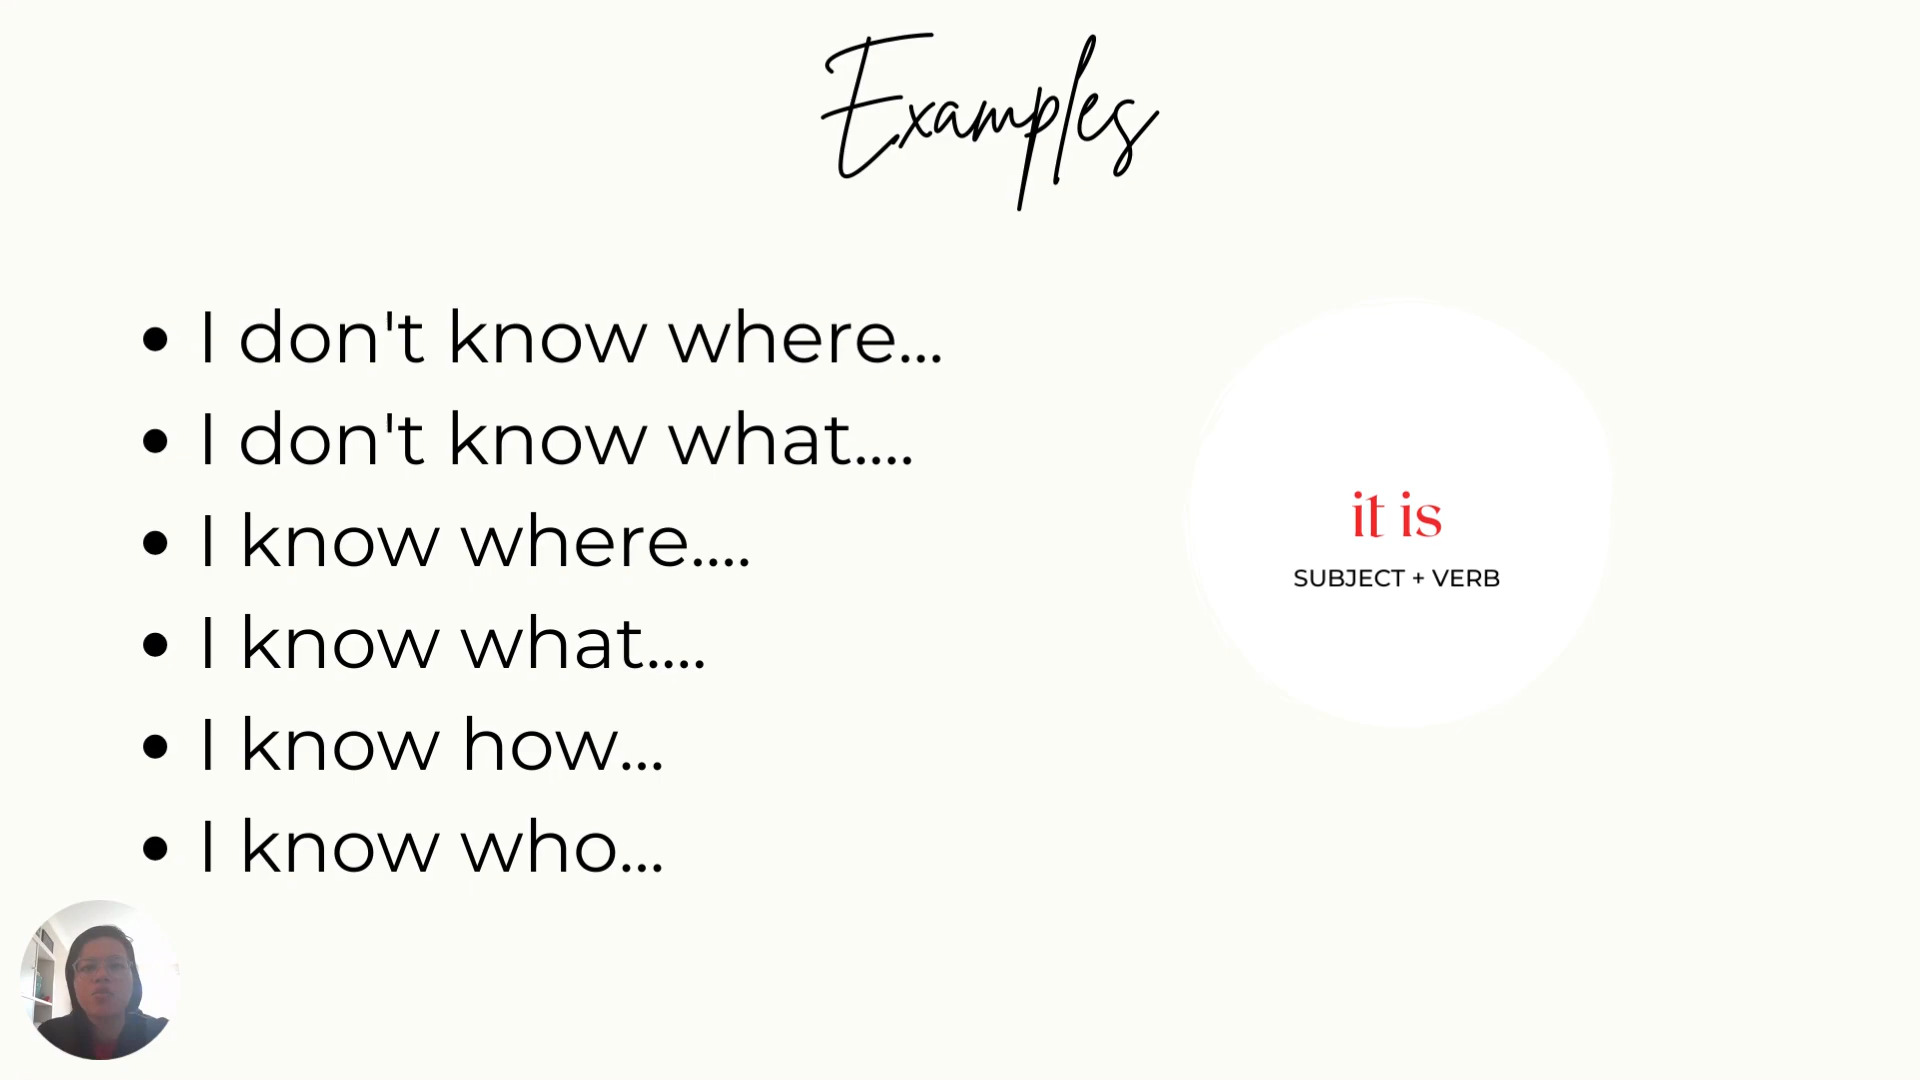 Examples
• I don't know where...
• I don't know what....
• I know where....
• I know what....
• I know how...
• I know who...
it is
SUBJECT + VERB